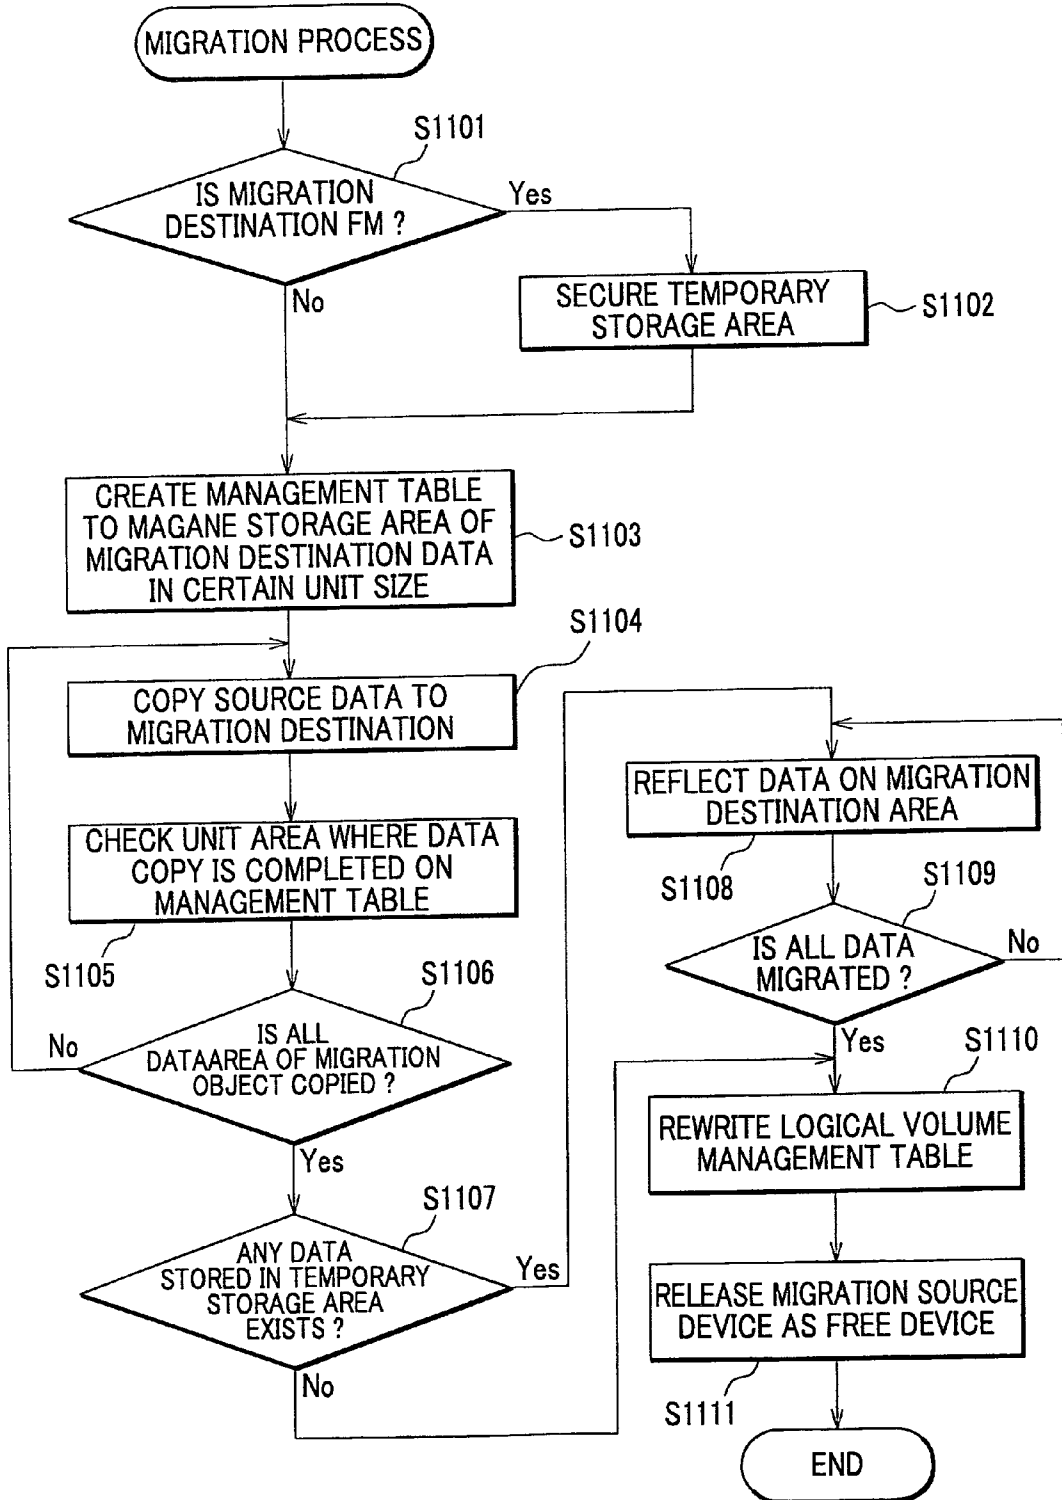 MIGRATION PROCESS
S1101
IS MIGRATION
DESTINATION FM ?
Yes
No
SECURE TEMPORARY
STORAGE AREA
S1102
CREATE MANAGEMENT TABLE
TO MAGANE STORAGE AREA OF
MIGRATION DESTINATION DATA
IN CERTAIN UNIT SIZE
S1103
S1104
COPY SOURCE DATA TO
MIGRATION DESTINATION
CHECK UNIT AREA WHERE DATA
COPY IS COMPLETED ON
MANAGEMENT TABLE
S1105
S1106
IS ALL
DATAAREA OF MIGRATION
OBJECT COPIED ?
No
Yes
S1107
ANY DATA
STORED IN TEMPORARY
STORAGE AREA
EXISTS ?
Yes
No
REFLECT DATA ON MIGRATION
DESTINATION AREA
S1108
S1109
IS ALL DATA
MIGRATED ?
No
Yes
S1110
REWRITE LOGICAL VOLUME
MANAGEMENT TABLE
RELEASE MIGRATION SOURCE
DEVICE AS FREE DEVICE
S1111
END